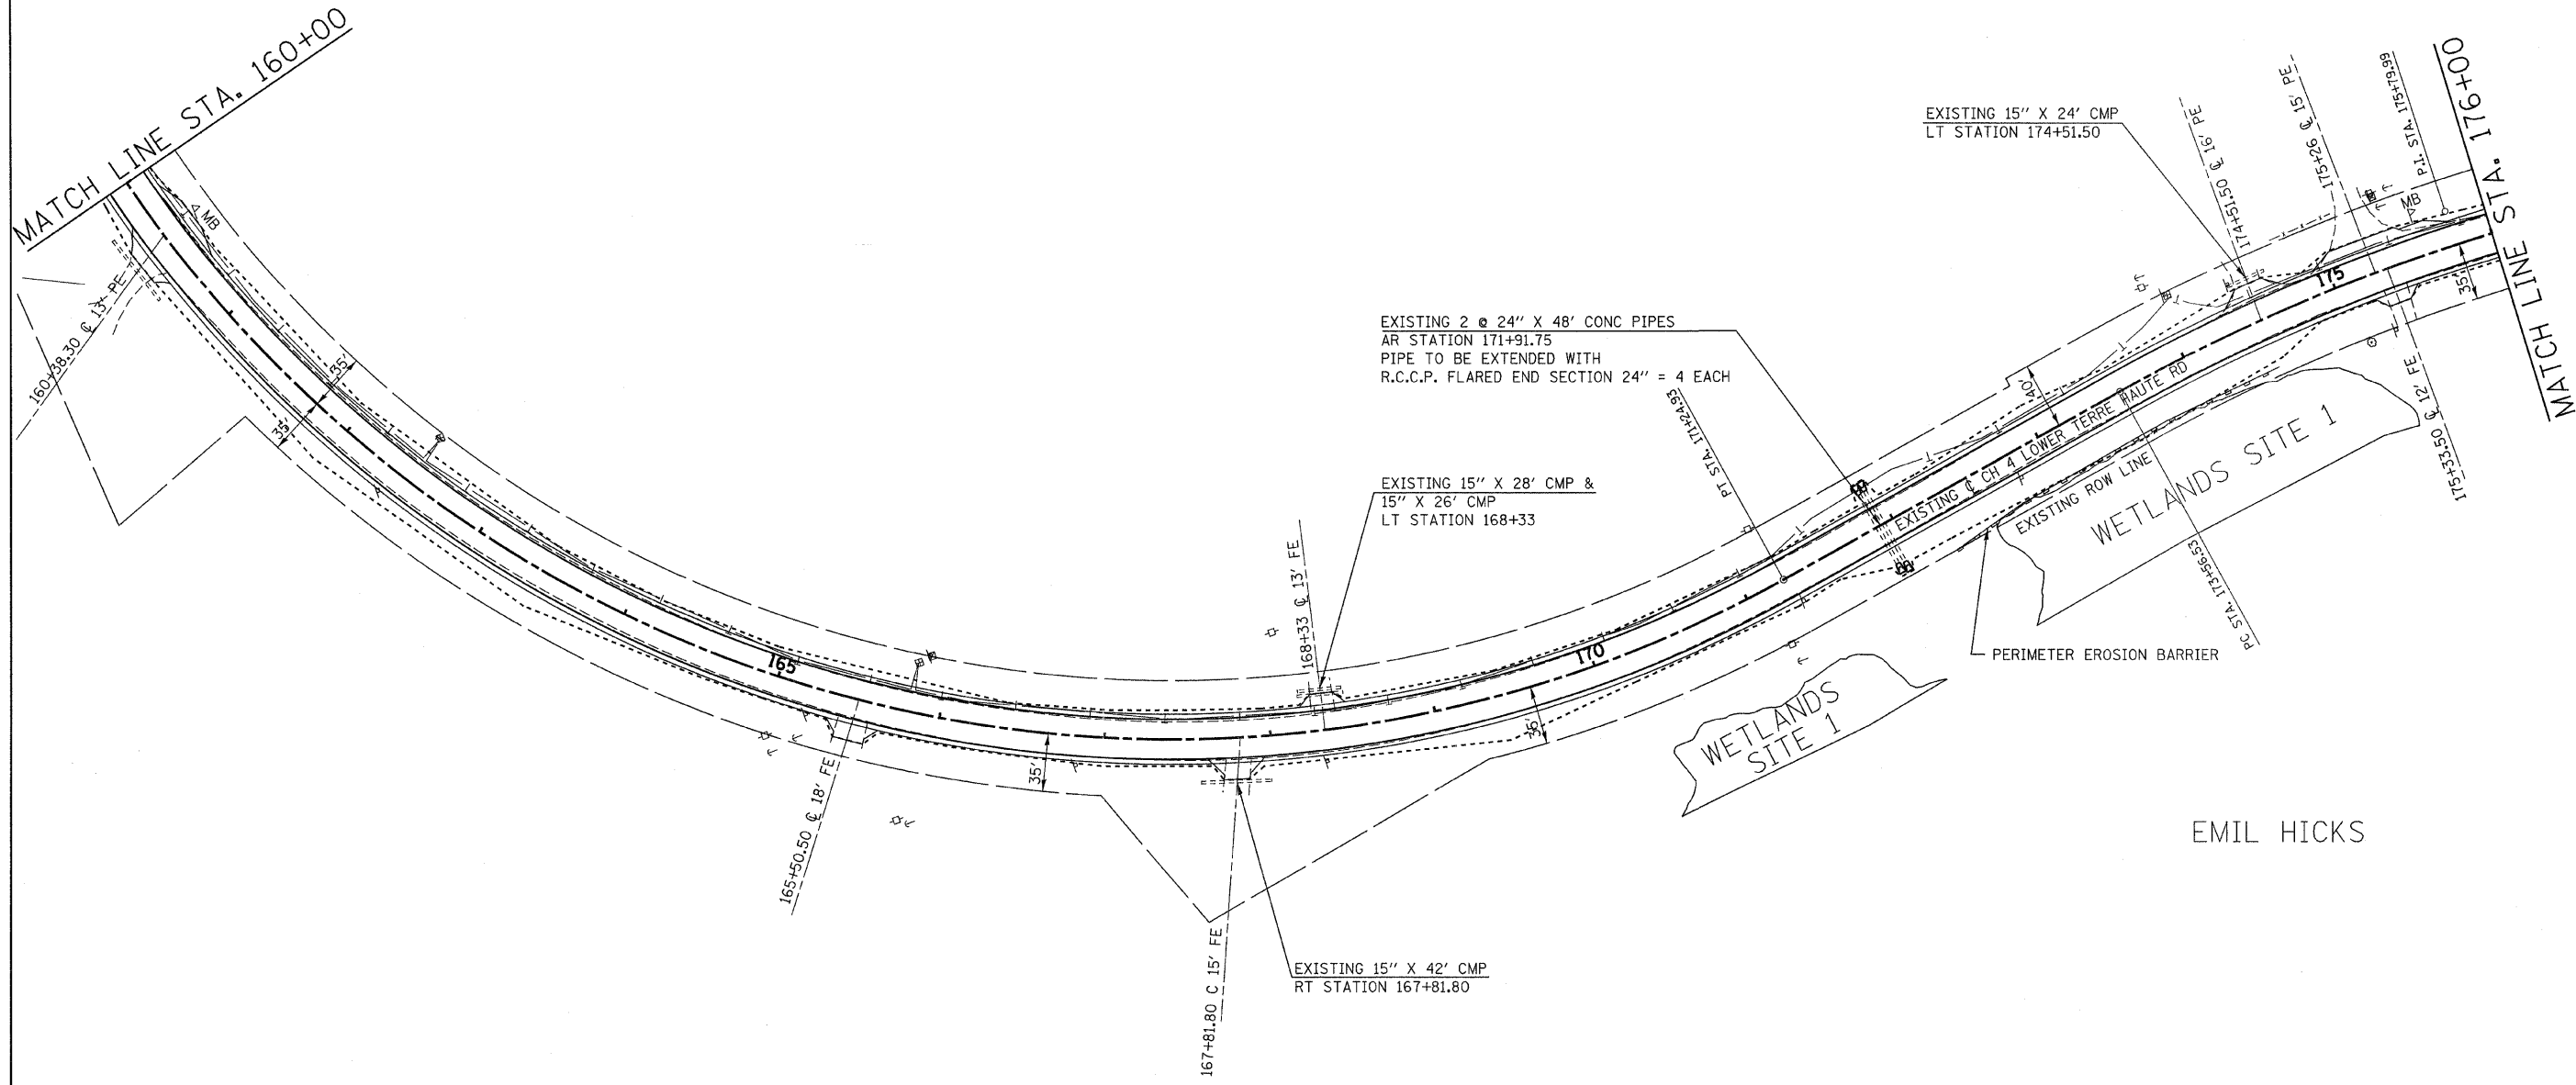 MATCH LINE STA. 160+00
MB
160+38.30 ℄ 13' PE
35'
35'
165
165+50.50 ℄ 18' FE
35'
167+81.80 C 15' FE
EXISTING 15" X 42' CMP
RT STATION 167+81.80
168+33 ℄ 13' FE
EXISTING 15" X 28' CMP &
15" X 26' CMP
LT STATION 168+33
EXISTING 2 @ 24" X 48' CONC PIPES
AR STATION 171+91.75
PIPE TO BE EXTENDED WITH
R.C.C.P. FLARED END SECTION 24" = 4 EACH
170
35'
PT STA. 171+24.93
WETLANDS
SITE 1
EXISTING ℄ CH 4 LOWER TERRE HAUTE RD
EXISTING ROW LINE
WETLANDS SITE 1
PERIMETER EROSION BARRIER
PC STA. 173+56.53
40'
EXISTING 15" X 24' CMP
LT STATION 174+51.50
174+51.50 ℄ 16' PE
175+26 ℄ 15' PE
P.I. STA. 175+79.99
MB
175
35'
175+33.50 ℄ 12' FE
MATCH LINE STA. 176+00
EMIL HICKS